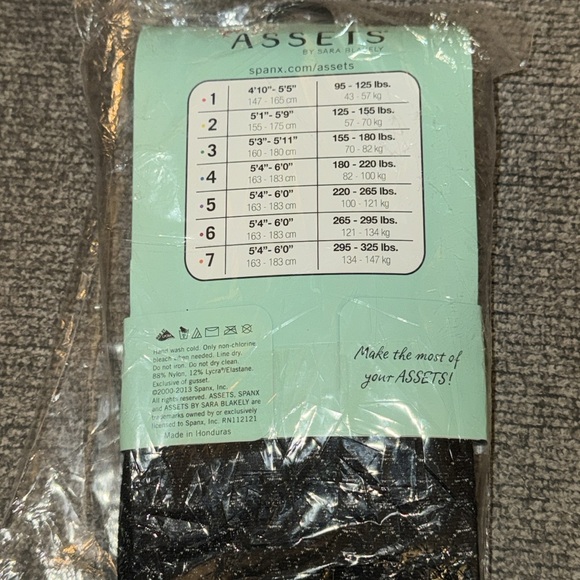 ASSETS
BY SARA BLAKELY
spanx.com/assets
1 4'10"- 5'5" 95 - 125 lbs.
147 - 165 cm 43 - 57 kg
2 5'1"- 5'9" 125 - 155 lbs.
155 - 175 cm 57 - 70 kg
3 5'3"- 5'11" 155 - 180 lbs.
160 - 180 cm 70 - 82 kg
4 5'4"- 6'0" 180 - 220 lbs.
163 - 183 cm 82 - 100 kg
5 5'4"- 6'0" 220 - 265 lbs.
163 - 183 cm 100 - 121 kg
6 5'4"- 6'0" 265 - 295 lbs.
163 - 183 cm 121 - 134 kg
7 5'4"- 6'0" 295 - 325 lbs.
163 - 183 cm 134 - 147 kg
Hand wash cold. Only non-chlorine
bleach when needed. Line dry.
Do not iron. Do not dry clean.
88% Nylon, 12% Lycra®/Elastane.
Exclusive of gusset.
©2000-2013 Spanx, Inc.
All rights reserved. ASSETS, SPANX
and ASSETS BY SARA BLAKELY are
trademarks owned by or exclusively
licensed to Spanx, Inc. RN112121
Made in Honduras
Make the most of
your ASSETS!